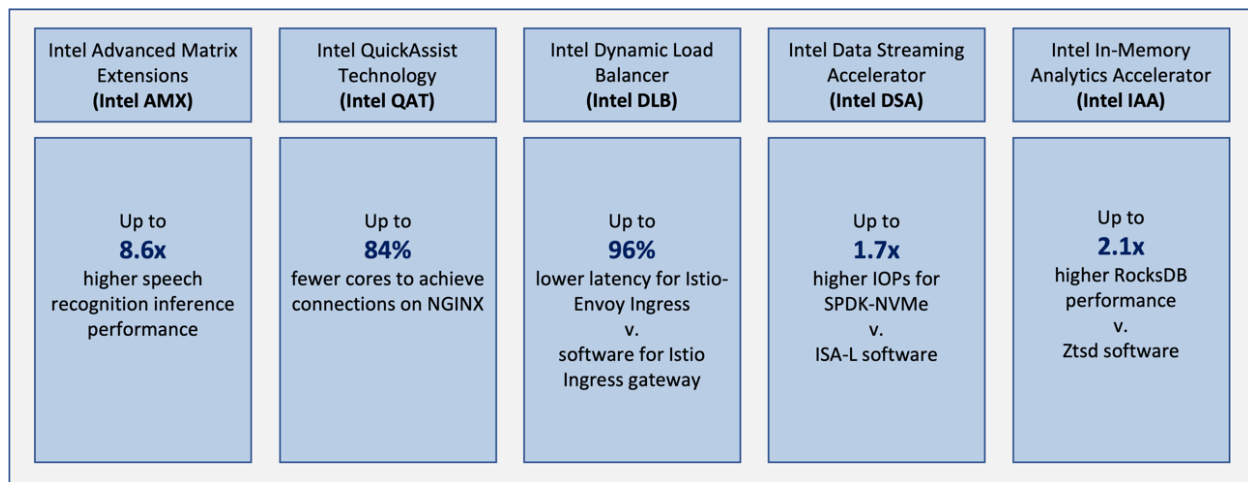 Intel Advanced Matrix
Extensions
(Intel AMX)
Intel QuickAssist
Technology
(Intel QAT)
Intel Dynamic Load
Balancer
(Intel DLB)
Intel Data Streaming
Accelerator
(Intel DSA)
Intel In-Memory
Analytics Accelerator
(Intel IAA)
Up to
8.6x
higher speech
recognition inference
performance
Up to
84%
fewer cores to achieve
connections on NGINX
Up to
96%
lower latency for Istio-
Envoy Ingress
v.
software for Istio
Ingress gateway
Up to
1.7x
higher IOPs for
SPDK-NVMe
v.
ISA-L software
Up to
2.1x
higher RocksDB
performance
v.
Ztsd software